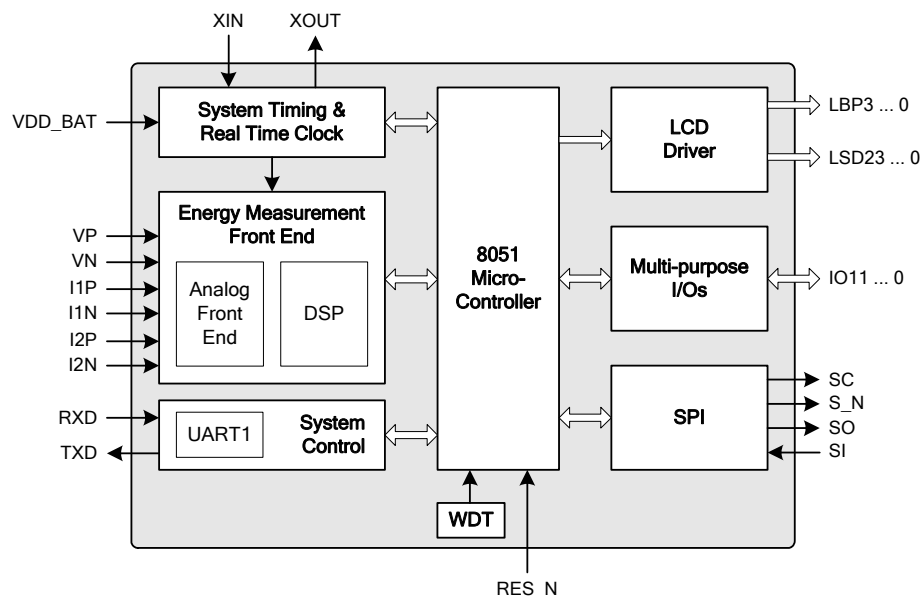 XIN
XOUT
VDD_BAT
System Timing &
Real Time Clock
LCD
Driver
LBP3 ... 0
LSD23 ... 0
Energy Measurement
Front End
VP
VN
I1P
I1N
I2P
I2N
Analog
Front
End
DSP
8051
Micro-
Controller
Multi-purpose
I/Os
IO11 ... 0
RXD
TXD
UART1
System
Control
SPI
SC
S_N
SO
SI
WDT
RES_N